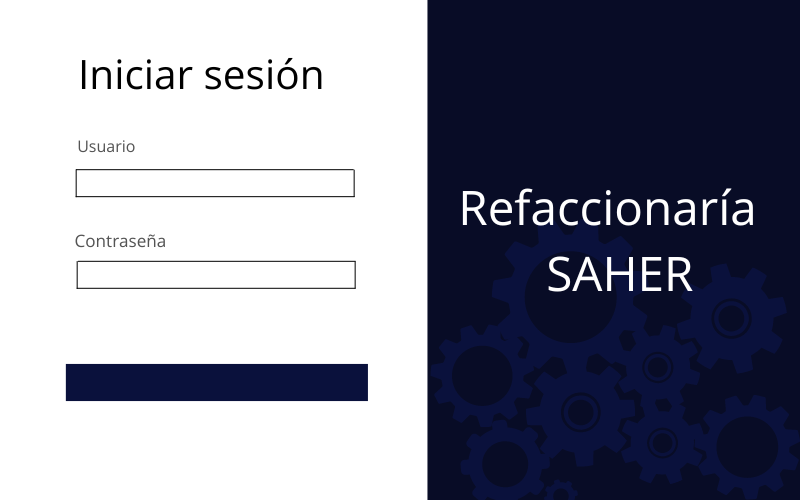 Iniciar sesión
Usuario
Contraseña
Refaccionaría
SAHER